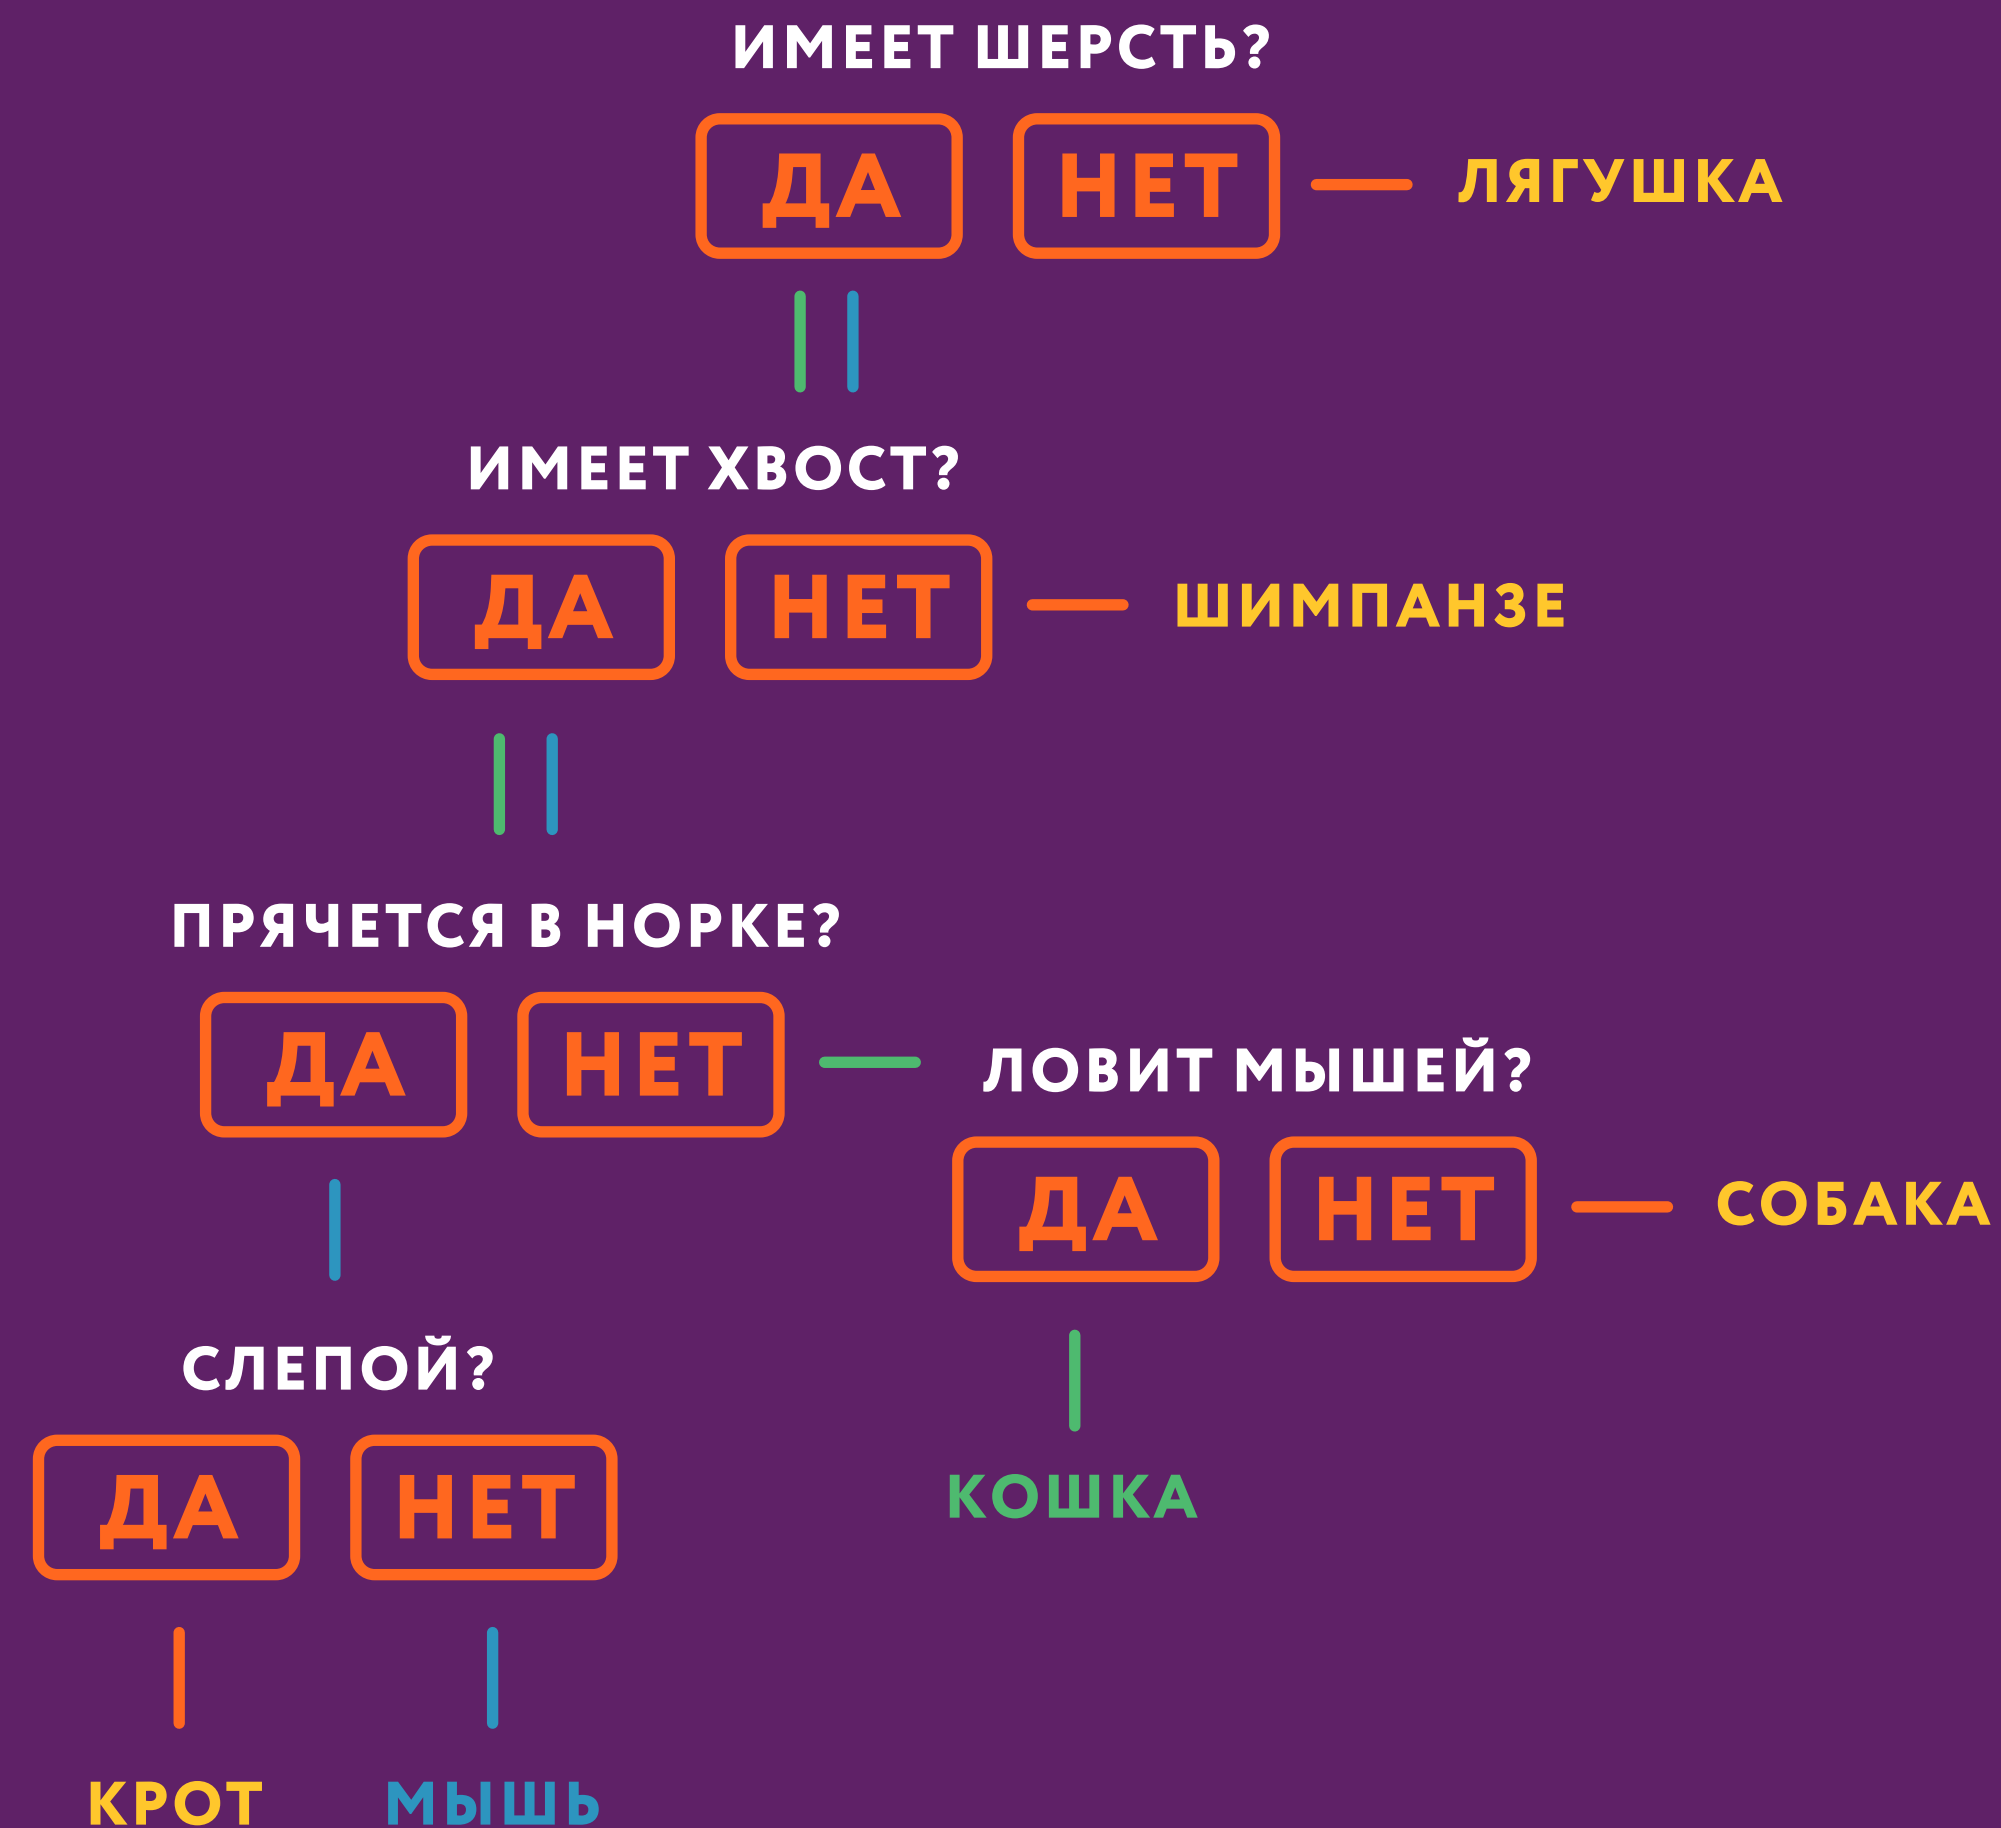 ИМЕЕТ ШЕРСТЬ?
ДА НЕТ ЛЯГУШКА
ИМЕЕТ ХВОСТ?
ДА НЕТ ШИМПАНЗЕ
ПРЯЧЕТСЯ В НОРКЕ?
ДА НЕТ
ЛОВИТ МЫШЕЙ?
ДА НЕТ СОБАКА
СЛЕПОЙ?
ДА НЕТ
КОШКА
КРОТ МЫШЬ